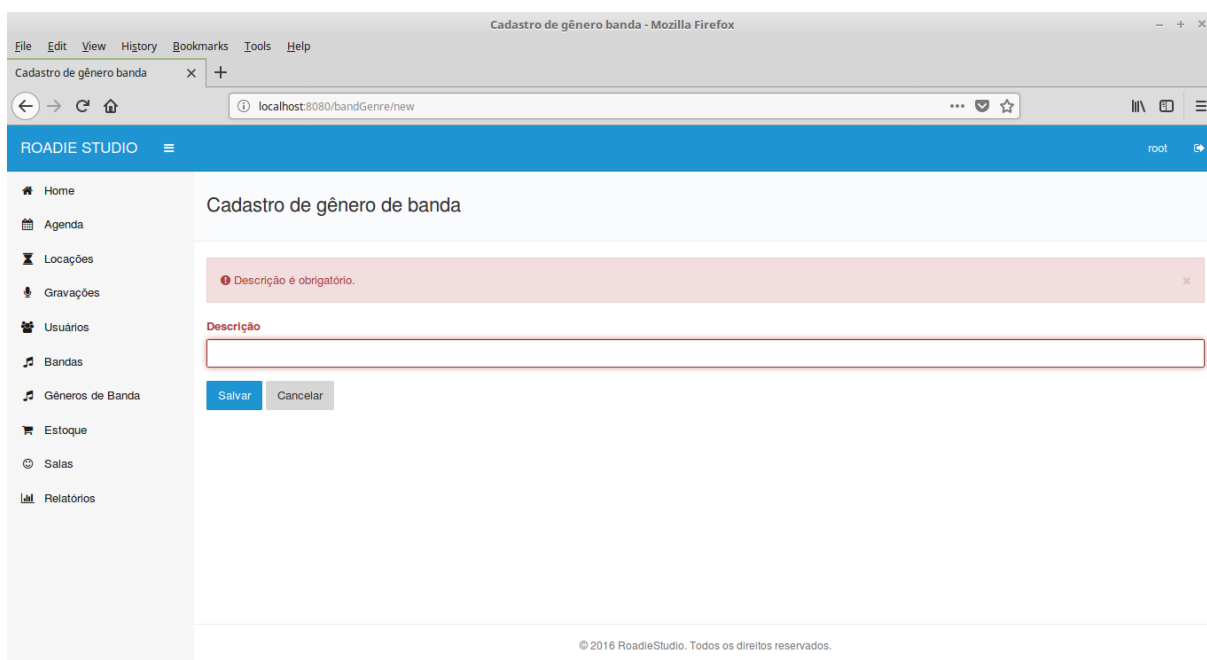 Cadastro de gênero banda - Mozilla Firefox
File Edit View History Bookmarks Tools Help
Cadastro de gênero banda
localhost:8080/bandGenre/new
ROADIE STUDIO
root
Home
Agenda
Locações
Gravações
Usuários
Bandas
Gêneros de Banda
Estoque
Salas
Relatórios
Cadastro de gênero de banda
Descrição é obrigatório.
Descrição
Salvar
Cancelar
© 2016 RoadieStudio. Todos os direitos reservados.